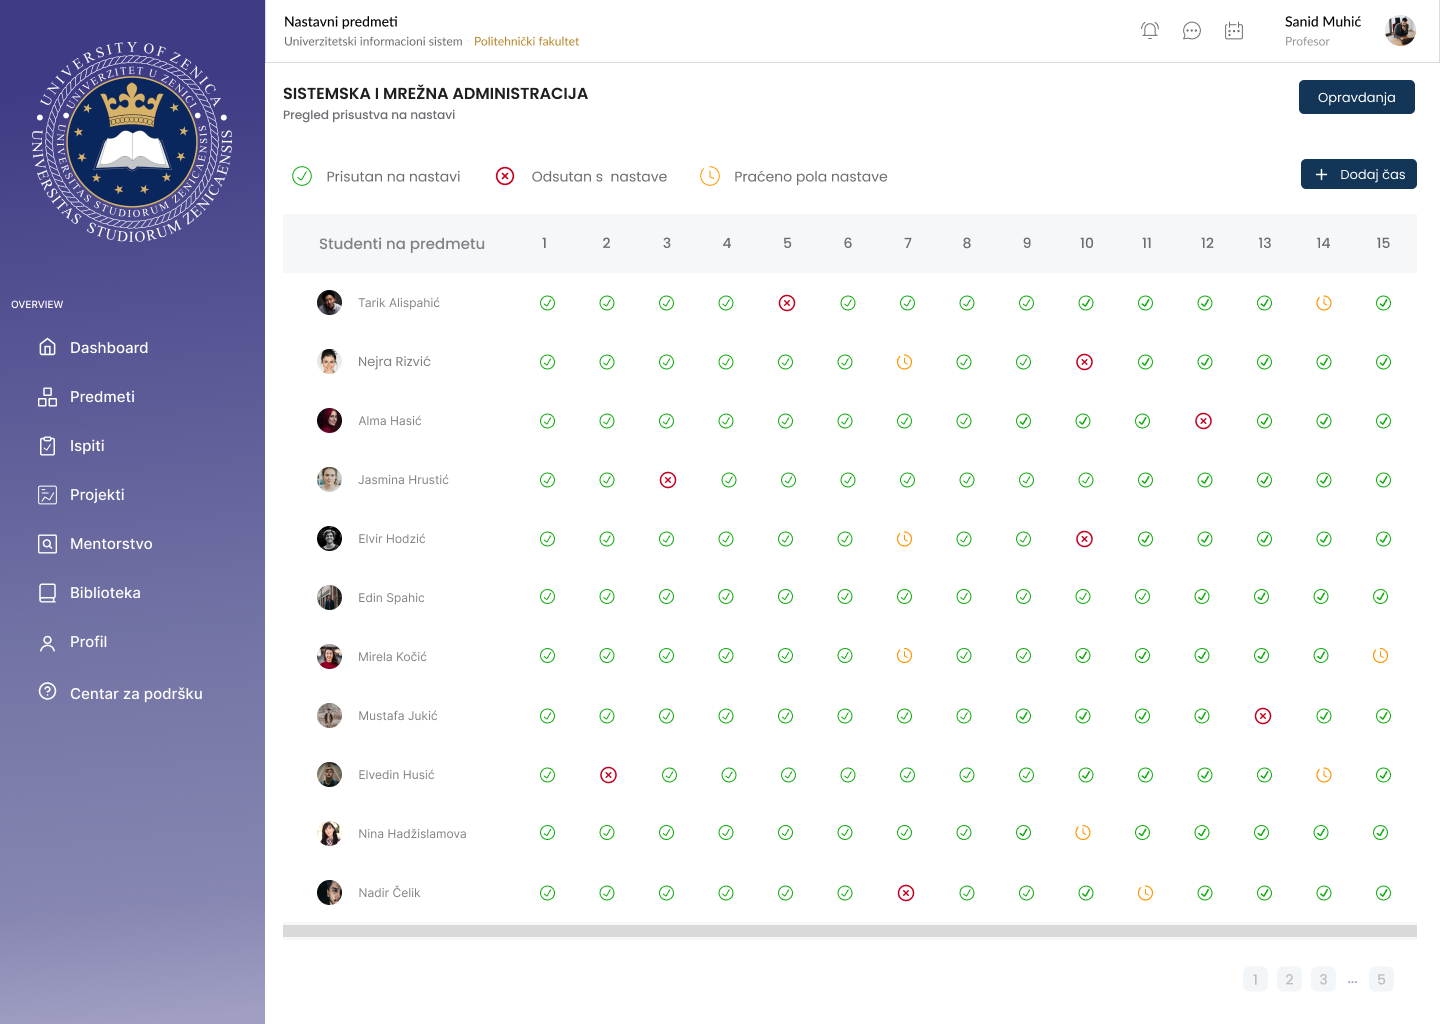 UNIVERSITY OF ZENICA
UNIVERZITET U ZENICI
UNIVERSITAS STUDIORUM ZENICAENSIS
UNIVERSITAS STUDIORUM ZENICAENSIS
OVERVIEW
Dashboard
Predmeti
Ispiti
Projekti
Mentorstvo
Biblioteka
Profil
Centar za podršku
Nastavni predmeti
Univerzitetski informacioni sistem · Politehnički fakultet
Sanid Muhić
Profesor
SISTEMSKA I MREŽNA ADMINISTRACIJA
Pregled prisustva na nastavi
Opravdanja
Prisutan na nastavi Odsutan s nastave Praćeno pola nastave
+ Dodaj čas
Studenti na predmetu 1 2 3 4 5 6 7 8 9 10 11 12 13 14 15
Tarik Alispahić
Nejra Rizvić
Alma Hasić
Jasmina Hrustić
Elvir Hodzić
Edin Spahic
Mirela Kočić
Mustafa Jukić
Elvedin Husić
Nina Hadžislamova
Nadir Čelik
1 2 3 ... 5